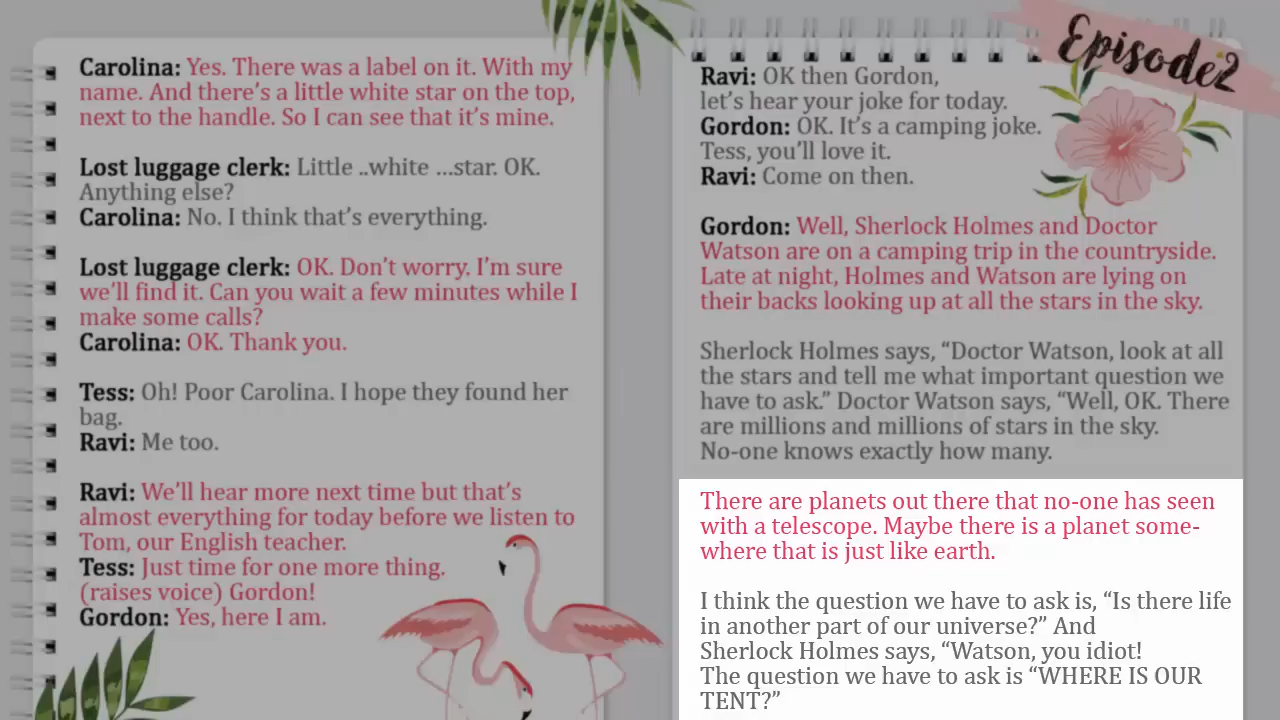 Carolina: Yes. There was a label on it. With my
name. And there’s a little white star on the top,
next to the handle. So I can see that it’s mine.
Lost luggage clerk: Little ..white ...star. OK.
Anything else?
Carolina: No. I think that’s everything.
Lost luggage clerk: OK. Don’t worry. I’m sure
we’ll find it. Can you wait a few minutes while I
make some calls?
Carolina: OK. Thank you.
Tess: Oh! Poor Carolina. I hope they found her
bag.
Ravi: Me too.
Ravi: We’ll hear more next time but that’s
almost everything for today before we listen to
Tom, our English teacher.
Tess: Just time for one more thing.
(raises voice) Gordon!
Gordon: Yes, here I am.
Episode2
Ravi: OK then Gordon,
let’s hear your joke for today.
Gordon: OK. It’s a camping joke.
Tess, you’ll love it.
Ravi: Come on then.
Gordon: Well, Sherlock Holmes and Doctor
Watson are on a camping trip in the countryside.
Late at night, Holmes and Watson are lying on
their backs looking up at all the stars in the sky.
Sherlock Holmes says, “Doctor Watson, look at all
the stars and tell me what important question we
have to ask.” Doctor Watson says, “Well, OK. There
are millions and millions of stars in the sky.
No-one knows exactly how many.
There are planets out there that no-one has seen
with a telescope. Maybe there is a planet some-
where that is just like earth.
I think the question we have to ask is, “Is there life
in another part of our universe?” And
Sherlock Holmes says, “Watson, you idiot!
The question we have to ask is “WHERE IS OUR
TENT?”